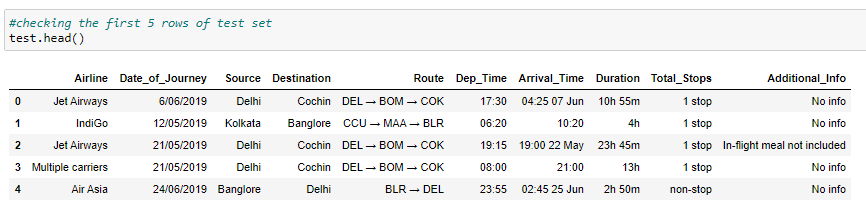 #checking the first 5 rows of test set
test.head()
Airline Date_of_Journey Source Destination Route Dep_Time Arrival_Time Duration Total_Stops Additional_Info
0 Jet Airways 6/06/2019 Delhi Cochin DEL → BOM → COK 17:30 04:25 07 Jun 10h 55m 1 stop No info
1 IndiGo 12/05/2019 Kolkata Banglore CCU → MAA → BLR 06:20 10:20 4h 1 stop No info
2 Jet Airways 21/05/2019 Delhi Cochin DEL → BOM → COK 19:15 19:00 22 May 23h 45m 1 stop In-flight meal not included
3 Multiple carriers 21/05/2019 Delhi Cochin DEL → BOM → COK 08:00 21:00 13h 1 stop No info
4 Air Asia 24/06/2019 Banglore Delhi BLR → DEL 23:55 02:45 25 Jun 2h 50m non-stop No info